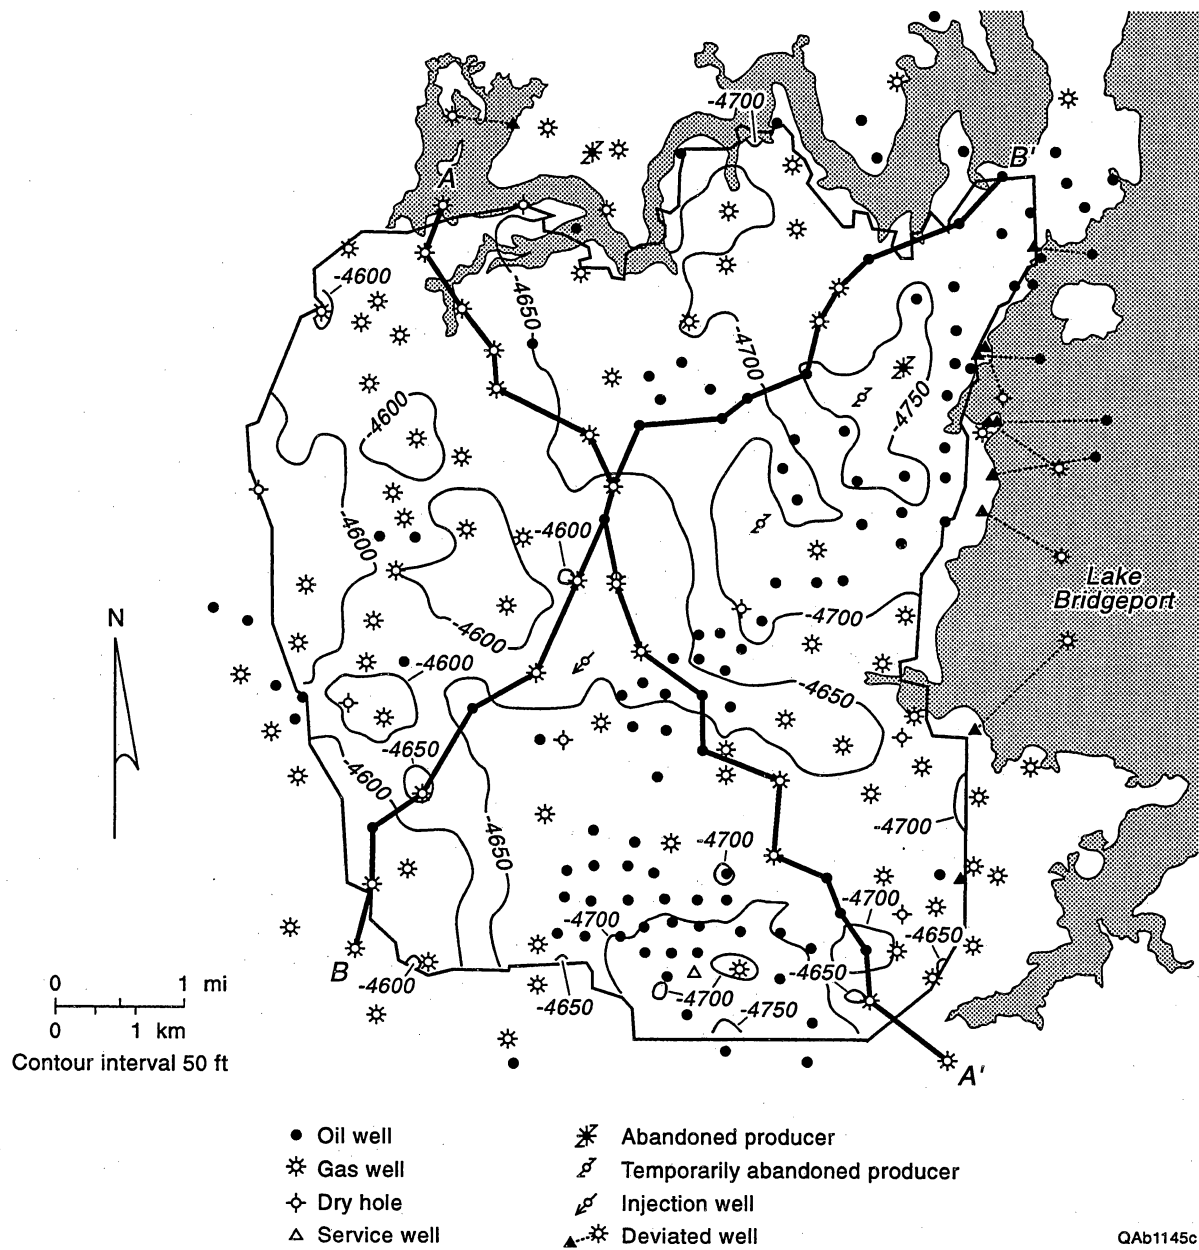 -4700
B'
A
-4600
-4650
-4700
-4600
-4750
-4600
-4600
Lake
Bridgeport
N
-4700
-4600
-4600
-4650
-4650
-4600
-4650
-4700
-4700
-4700
-4700
-4650
B
-4600
-4650
-4700
-4650
-4750
0 1 mi
0 1 km
Contour interval 50 ft
A'
Oil well
Gas well
Dry hole
Service well
Abandoned producer
Temporarily abandoned producer
Injection well
Deviated well
QAb1145c